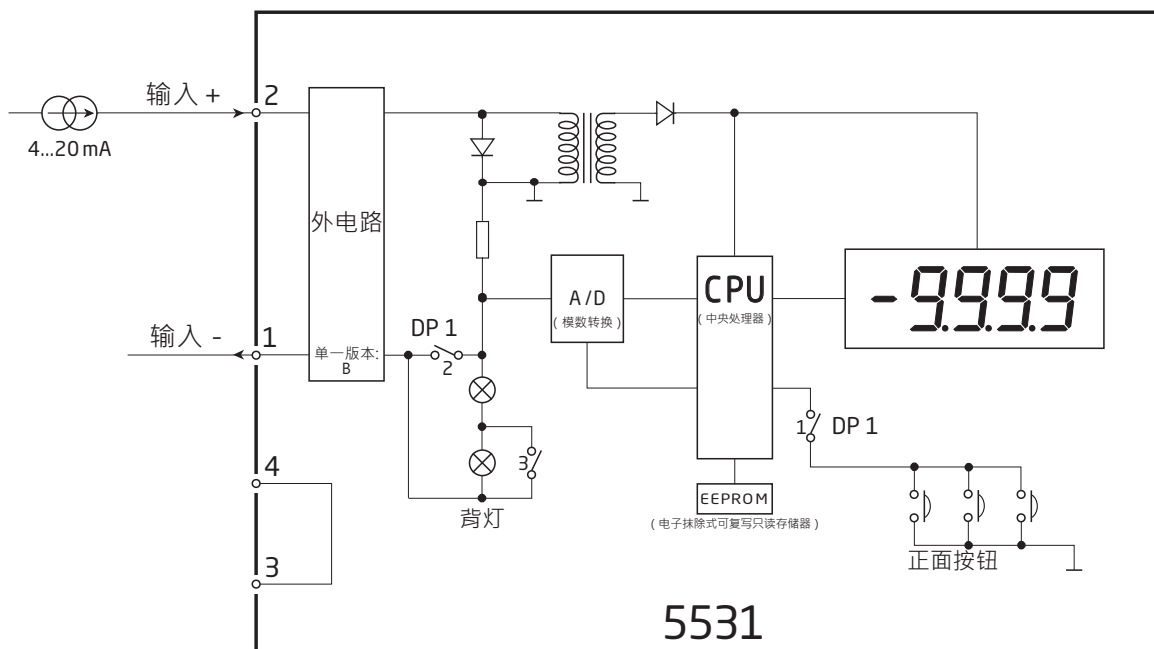 输入 +
2
4...20 mA
外电路
A/D
(模数转换)
CPU
(中央处理器)
-9.9.9.9
输入 -
1
单一版本:
B
DP 1
2
1
DP 1
3
4
背灯
EEPROM
(电子抹除式可复写只读存储器)
正面按钮
3
5531